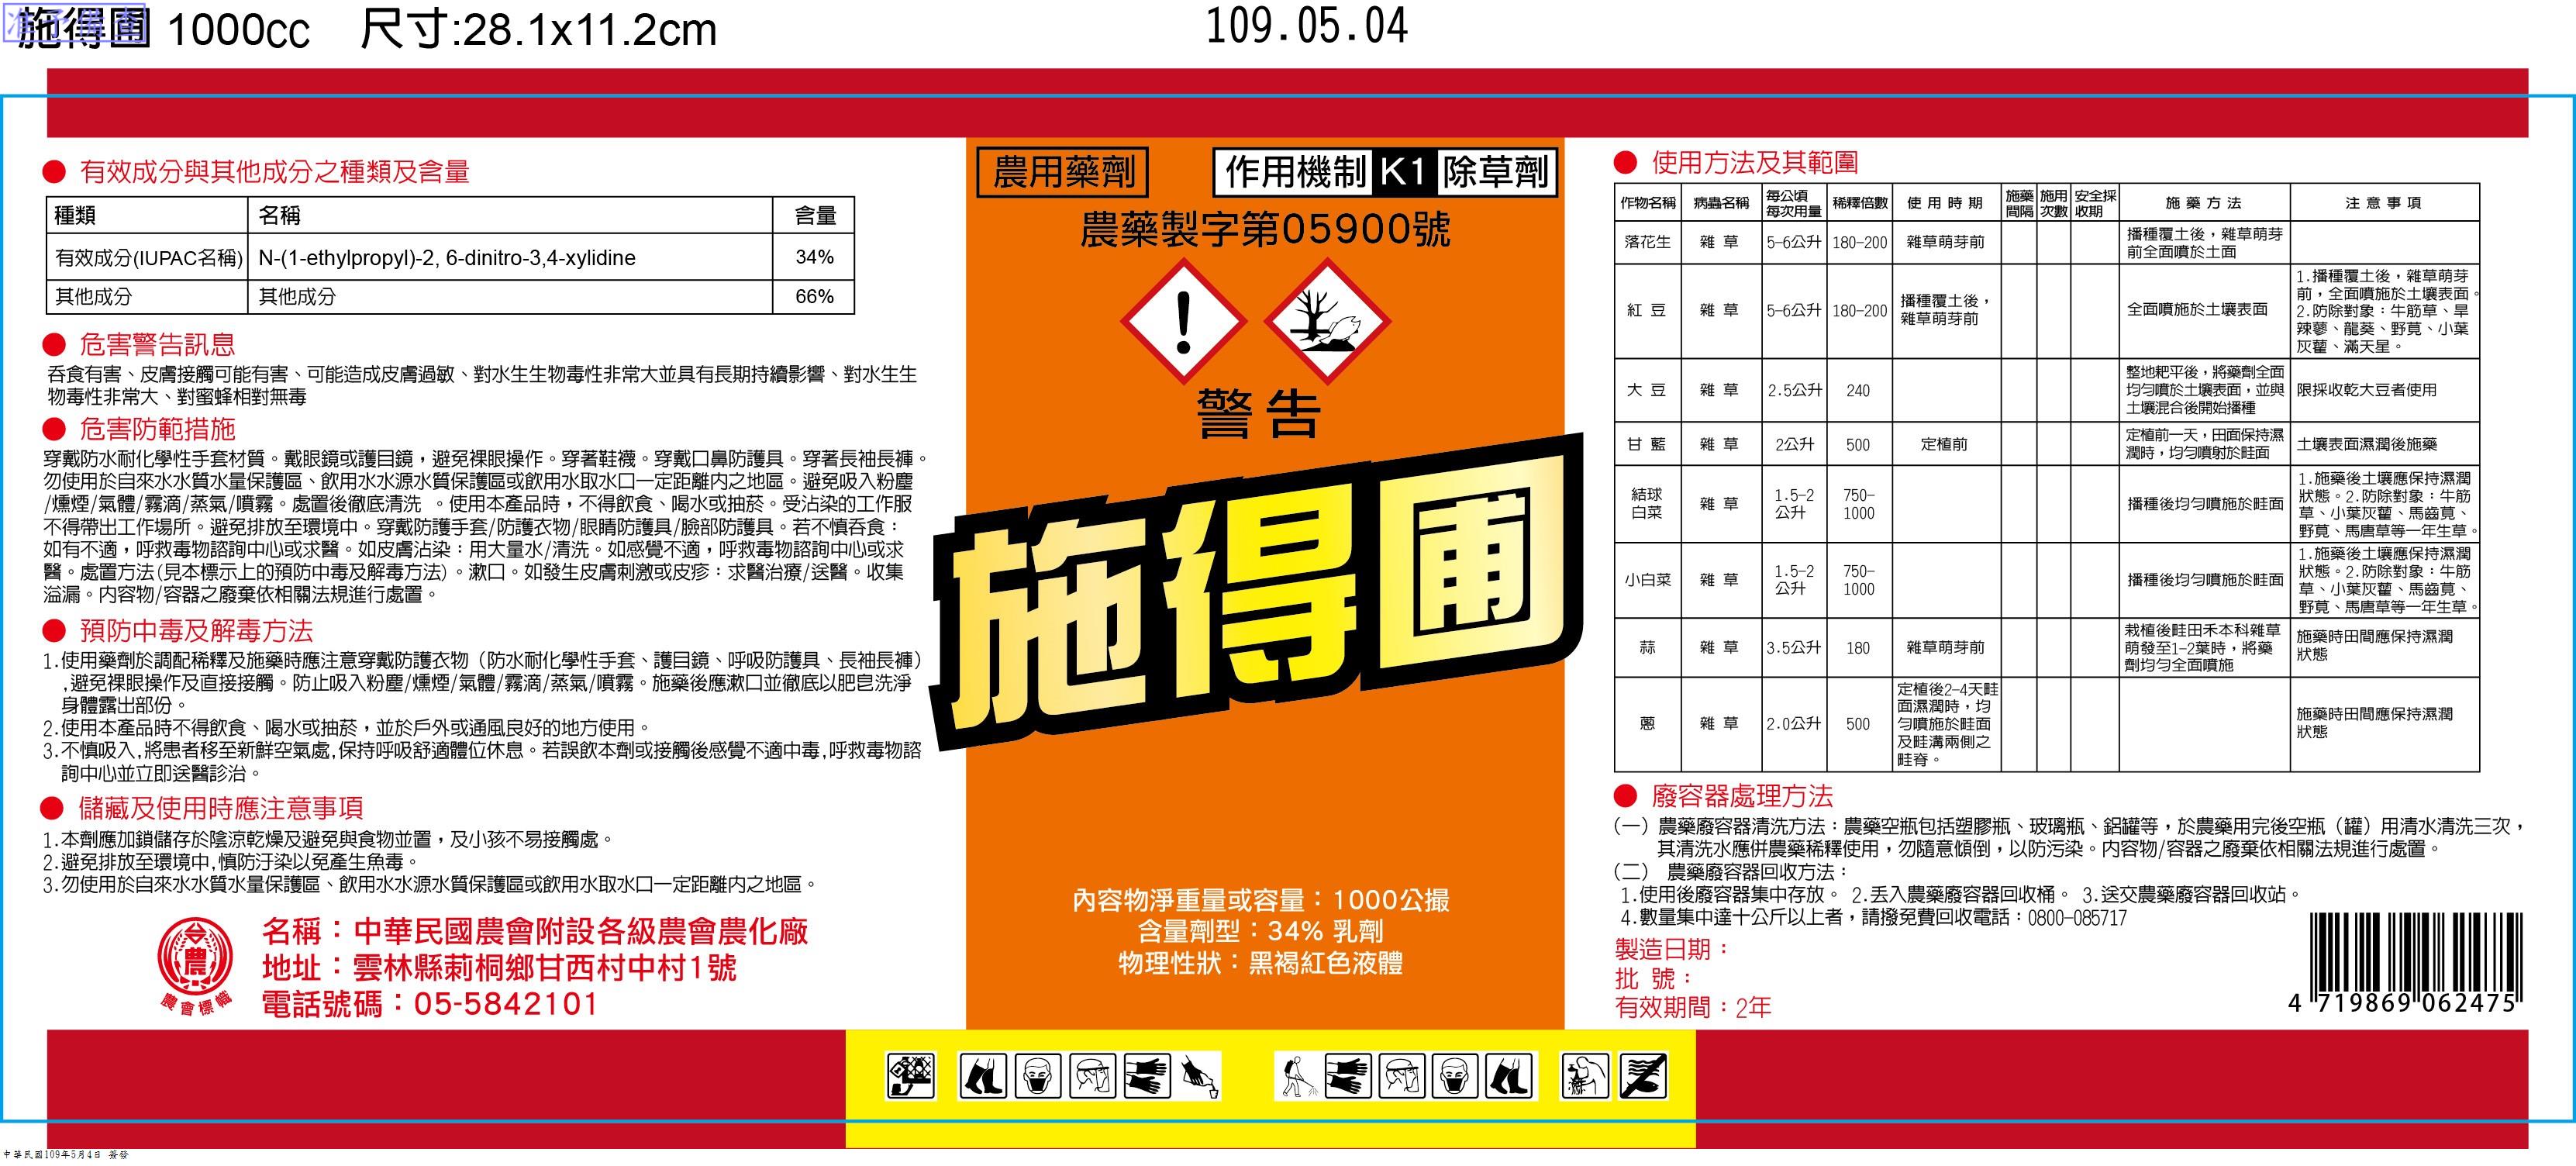 准予備查
施得圃 1000cc 尺寸:28.1x11.2cm
109.05.04
● 有效成分與其他成分之種類及含量
種類 名稱 含量
有效成分(IUPAC名稱) N-(1-ethylpropyl)-2, 6-dinitro-3,4-xylidine 34%
其他成分 其他成分 66%
● 危害警告訊息
吞食有害、皮膚接觸可能有害、可能造成皮膚過敏、對水生生物毒性非常大並具有長期持續影響、對水生生
物毒性非常大、對蜜蜂相對無毒
● 危害防範措施
穿戴防水耐化學性手套材質。戴眼鏡或護目鏡，避免裸眼操作。穿著鞋襪。穿戴口鼻防護具。穿著長袖長褲。
勿使用於自來水水質水量保護區、飲用水水源水質保護區或飲用水取水口一定距離內之地區。避免吸入粉塵
/燻煙/氣體/霧滴/蒸氣/噴霧。處置後徹底清洗 。使用本產品時，不得飲食、喝水或抽菸。受沾染的工作服
不得帶出工作場所。避免排放至環境中。穿戴防護手套/防護衣物/眼睛防護具/臉部防護具。若不慎吞食：
如有不適，呼救毒物諮詢中心或求醫。如皮膚沾染：用大量水/清洗。如感覺不適，呼救毒物諮詢中心或求
醫。處置方法(見本標示上的預防中毒及解毒方法)。漱口。如發生皮膚刺激或皮疹：求醫治療/送醫。收集
溢漏。內容物/容器之廢棄依相關法規進行處置。
● 預防中毒及解毒方法
1.使用藥劑於調配稀釋及施藥時應注意穿戴防護衣物（防水耐化學性手套、護目鏡、呼吸防護具、長袖長褲）
,避免裸眼操作及直接接觸。防止吸入粉塵/燻煙/氣體/霧滴/蒸氣/噴霧。施藥後應漱口並徹底以肥皂洗淨
身體露出部份。
2.使用本產品時不得飲食、喝水或抽菸，並於戶外或通風良好的地方使用。
3.不慎吸入,將患者移至新鮮空氣處,保持呼吸舒適體位休息。若誤飲本劑或接觸後感覺不適中毒,呼救毒物諮
詢中心並立即送醫診治。
● 儲藏及使用時應注意事項
1.本劑應加鎖儲存於陰涼乾燥及避免與食物並置，及小孩不易接觸處。
2.避免排放至環境中,慎防汙染以免產生魚毒。
3.勿使用於自來水水質水量保護區、飲用水水源水質保護區或飲用水取水口一定距離內之地區。
農
農會標幟
名稱：中華民國農會附設各級農會農化廠
地址：雲林縣莿桐鄉甘西村中村1號
電話號碼：05-5842101
農用藥劑 作用機制 K1 除草劑
農藥製字第05900號
警告
施得圃
內容物淨重量或容量：1000公撮
含量劑型：34% 乳劑
物理性狀：黑褐紅色液體
● 使用方法及其範圍
作物名稱 病蟲名稱 每公頃每次用量 稀釋倍數 使用時期 施藥間隔 施用次數 安全採收期 施藥方法 注意事項
落花生 雜草 5-6公升 180-200 雜草萌芽前 播種覆土後，雜草萌芽前全面噴於土面
紅豆 雜草 5-6公升 180-200 播種覆土後，雜草萌芽前 全面噴施於土壤表面 1.播種覆土後，雜草萌芽前，全面噴施於土壤表面。2.防除對象：牛筋草、旱辣蓼、龍葵、野莧、小葉灰藋、滿天星。
大豆 雜草 2.5公升 240 整地耙平後，將藥劑全面均勻噴於土壤表面，並與土壤混合後開始播種 限採收乾大豆者使用
甘藍 雜草 2公升 500 定植前 定植前一天，田面保持濕潤時，均勻噴射於畦面 土壤表面濕潤後施藥
結球白菜 雜草 1.5-2公升 750-1000 播種後均勻噴施於畦面 1.施藥後土壤應保持濕潤狀態。2.防除對象：牛筋草、小葉灰藋、馬齒莧、野莧、馬唐草等一年生草。
小白菜 雜草 1.5-2公升 750-1000 播種後均勻噴施於畦面 1.施藥後土壤應保持濕潤狀態。2.防除對象：牛筋草、小葉灰藋、馬齒莧、野莧、馬唐草等一年生草。
蒜 雜草 3.5公升 180 雜草萌芽前 栽植後畦田禾本科雜草萌發至1-2葉時，將藥劑均勻全面噴施 施藥時田間應保持濕潤狀態
蔥 雜草 2.0公升 500 定植後2-4天畦面濕潤時，均勻噴施於畦面及畦溝兩側之畦脊。 施藥時田間應保持濕潤狀態
● 廢容器處理方法
(一) 農藥廢容器清洗方法：農藥空瓶包括塑膠瓶、玻璃瓶、鋁罐等，於農藥用完後空瓶（罐）用清水清洗三次，
其清洗水應併農藥稀釋使用，勿隨意傾倒，以防污染。內容物/容器之廢棄依相關法規進行處置。
(二) 農藥廢容器回收方法：
1.使用後廢容器集中存放。 2.丟入農藥廢容器回收桶。 3.送交農藥廢容器回收站。
4.數量集中達十公斤以上者，請撥免費回收電話：0800-085717
製造日期：
批 號：
有效期間：2年
4 719869 062475
中華民國109年5月4日 簽發